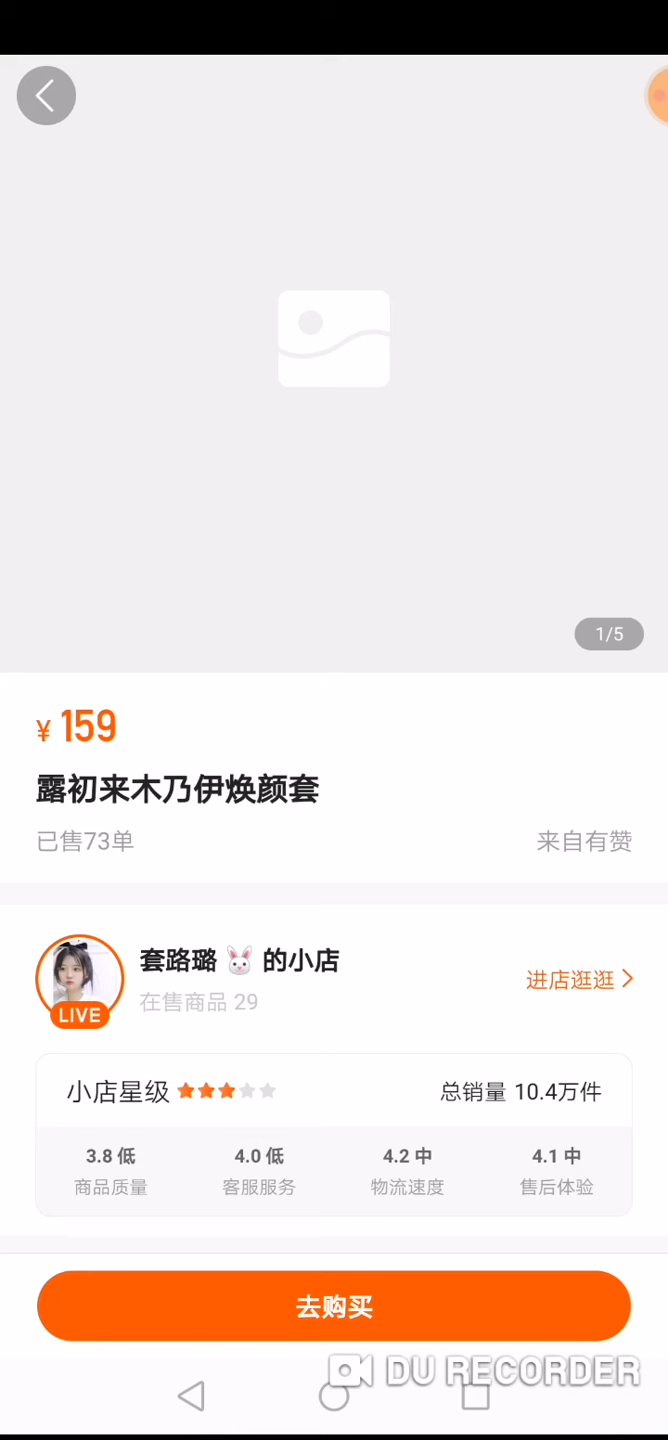 1/5
¥ 159
露初来木乃伊焕颜套
已售73单 来自有赞
套路璐 🐰 的小店
在售商品 29
进店逛逛
LIVE
小店星级 总销量 10.4万件
3.8 低 4.0 低 4.2 中 4.1 中
商品质量 客服服务 物流速度 售后体验
去购买
DU RECORDER